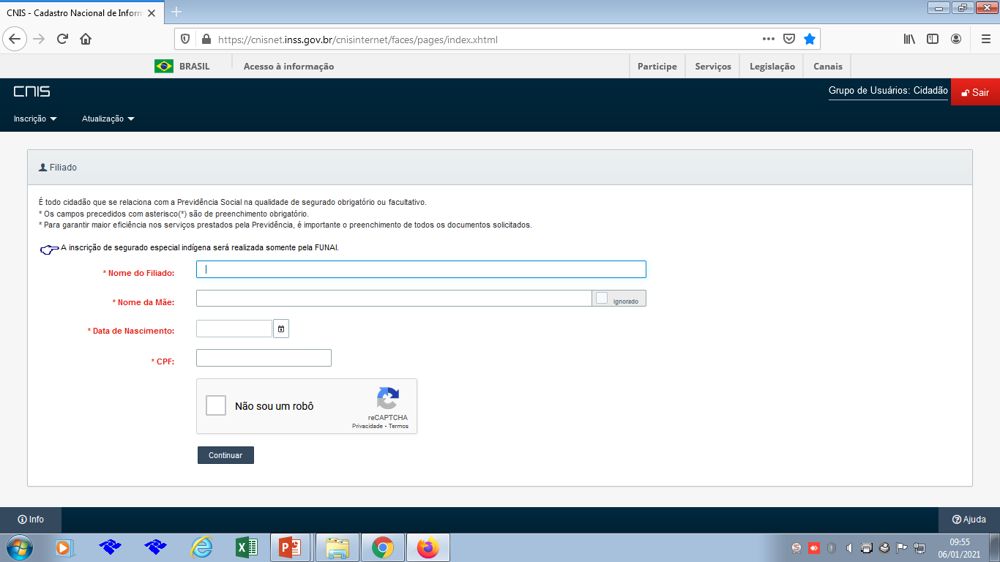 CNIS - Cadastro Nacional de Inform
https://cnisnet.inss.gov.br/cnisinternet/faces/pages/index.xhtml
BRASIL Acesso à informação Participe Serviços Legislação Canais
CNIS Grupo de Usuários: Cidadão Sair
Inscrição Atualização
Filiado
É todo cidadão que se relaciona com a Previdência Social na qualidade de segurado obrigatório ou facultativo.
* Os campos precedidos com asterisco(*) são de preenchimento obrigatório.
* Para garantir maior eficiência nos serviços prestados pela Previdência, é importante o preenchimento de todos os documentos solicitados.
A inscrição de segurado especial indígena será realizada somente pela FUNAI.
* Nome do Filiado:
* Nome da Mãe: Ignorado
* Data de Nascimento:
* CPF:
Não sou um robô
reCAPTCHA
Privacidade - Termos
Continuar
Info Ajuda
09:55
06/01/2021